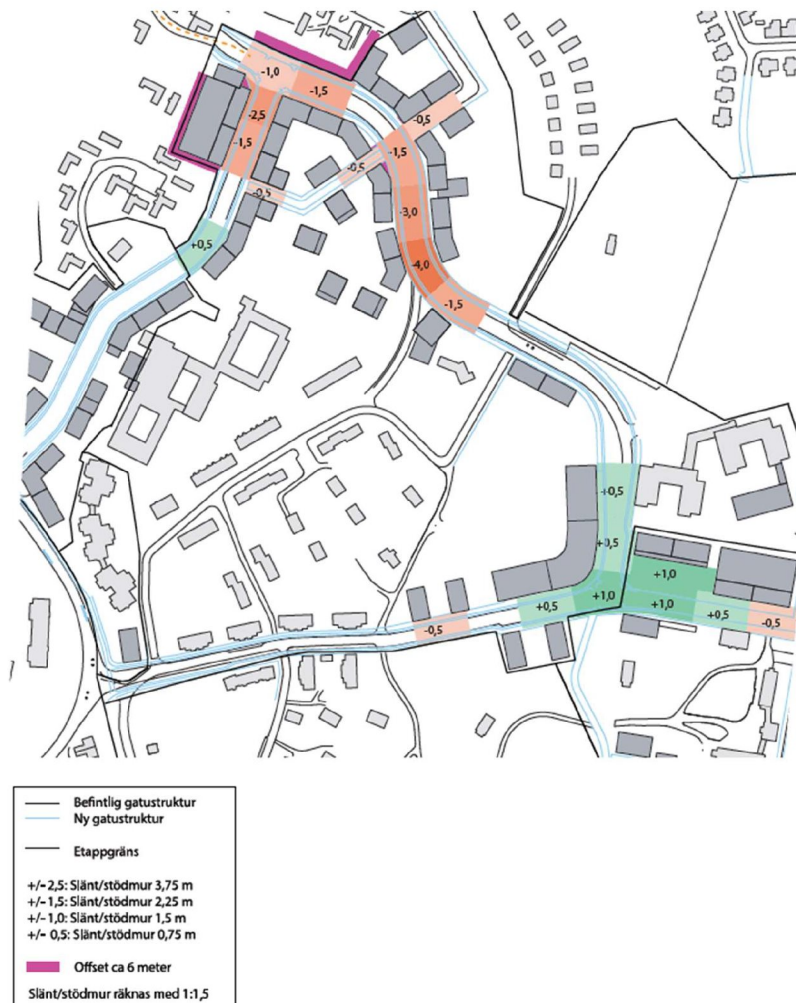 -1,0
-1,5
-2,5
-0,5
-1,5
-1,5
-0,5
-0,5
-3,0
+0,5
-4,0
-1,5
+0,5
+0,5
+1,0
+0,5
+1,0
+1,0
+0,5
-0,5
-0,5
Befintlig gatustruktur
Ny gatustruktur
Etappgräns
+/- 2,5: Slänt/stödmur 3,75 m
+/- 1,5: Slänt/stödmur 2,25 m
+/- 1,0: Slänt/stödmur 1,5 m
+/- 0,5: Slänt/stödmur 0,75 m
Offset ca 6 meter
Slänt/stödmur räknas med 1:1,5